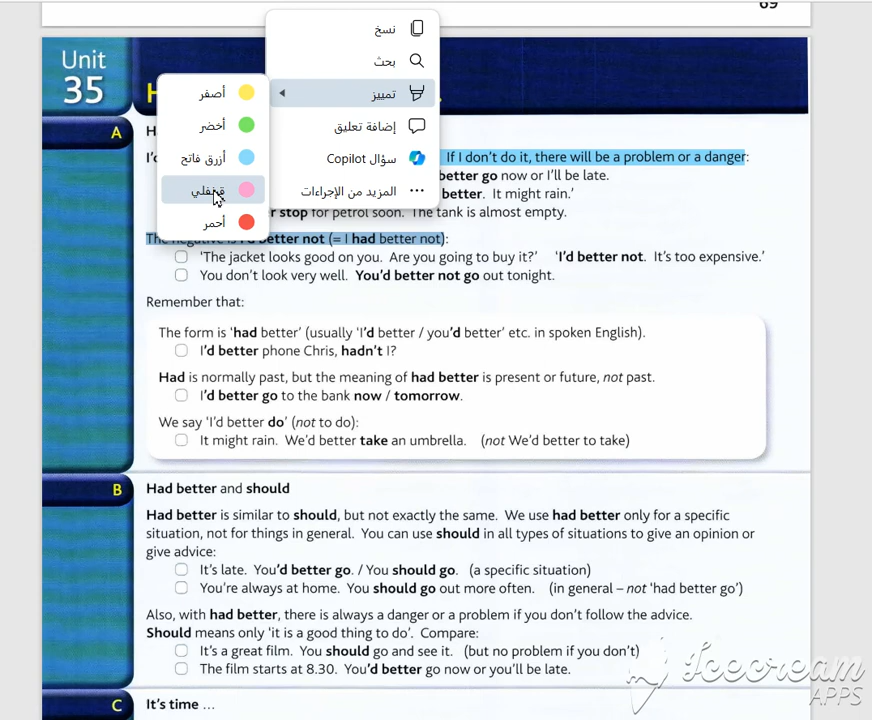 69
Unit
35
H
نسخ
بحث
تمييز
إضافة تعليق
سؤال Copilot
المزيد من الإجراءات
أصفر
أخضر
أزرق فاتح
أحمر
A
H
I'd If I don't do it, there will be a problem or a danger:
better go now or I'll be late.
better. It might rain.'
stop for petrol soon. The tank is almost empty.
The negative is I'd better not (= I had better not):
'The jacket looks good on you. Are you going to buy it?' 'I'd better not. It's too expensive.'
You don't look very well. You'd better not go out tonight.
Remember that:
The form is 'had better' (usually 'I'd better / you'd better' etc. in spoken English).
I'd better phone Chris, hadn't I?
Had is normally past, but the meaning of had better is present or future, not past.
I'd better go to the bank now / tomorrow.
We say 'I'd better do' (not to do):
It might rain. We'd better take an umbrella. (not We'd better to take)
B
Had better and should
Had better is similar to should, but not exactly the same. We use had better only for a specific
situation, not for things in general. You can use should in all types of situations to give an opinion or
give advice:
It's late. You'd better go. / You should go. (a specific situation)
You're always at home. You should go out more often. (in general – not 'had better go')
Also, with had better, there is always a danger or a problem if you don't follow the advice.
Should means only 'it is a good thing to do'. Compare:
It's a great film. You should go and see it. (but no problem if you don't)
The film starts at 8.30. You'd better go now or you'll be late.
C
It's time ...
Icecream
APPS